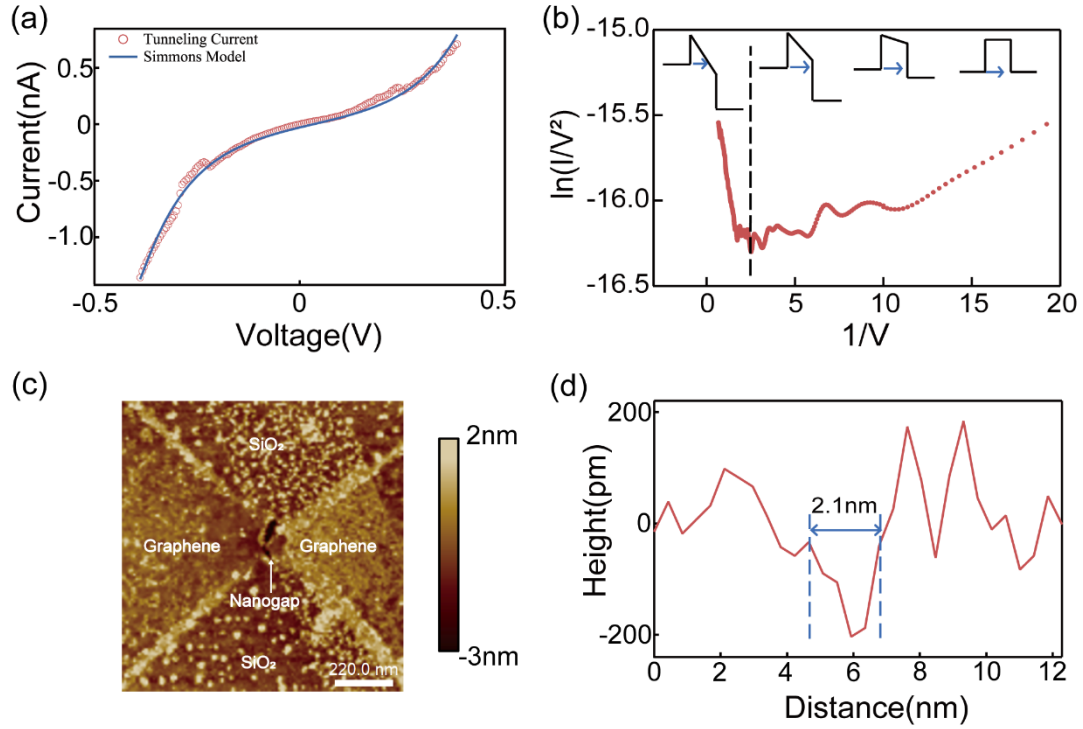 (a)
Tunneling Current
Simmons Model
Current(nA)
0.5
0
-0.5
-1.0
-0.5
0
0.5
Voltage(V)
(b)
ln(I/V²)
-15.0
-15.5
-16.0
-16.5
0
5
10
15
20
1/V
(c)
SiO₂
Graphene
Graphene
Nanogap
SiO₂
220.0 nm
2nm
-3nm
(d)
Height(pm)
200
0
-200
2.1nm
0
2
4
6
8
10
12
Distance(nm)